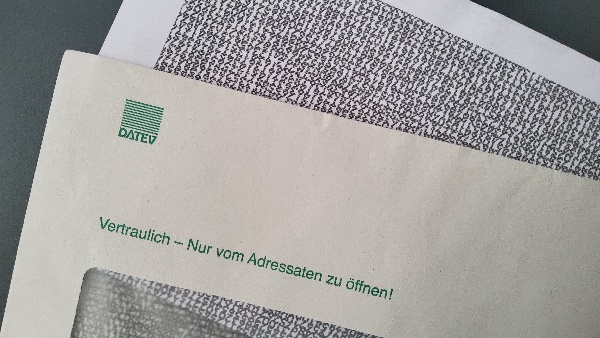 DATEV
Vertraulich – Nur vom Adressaten zu öffnen!